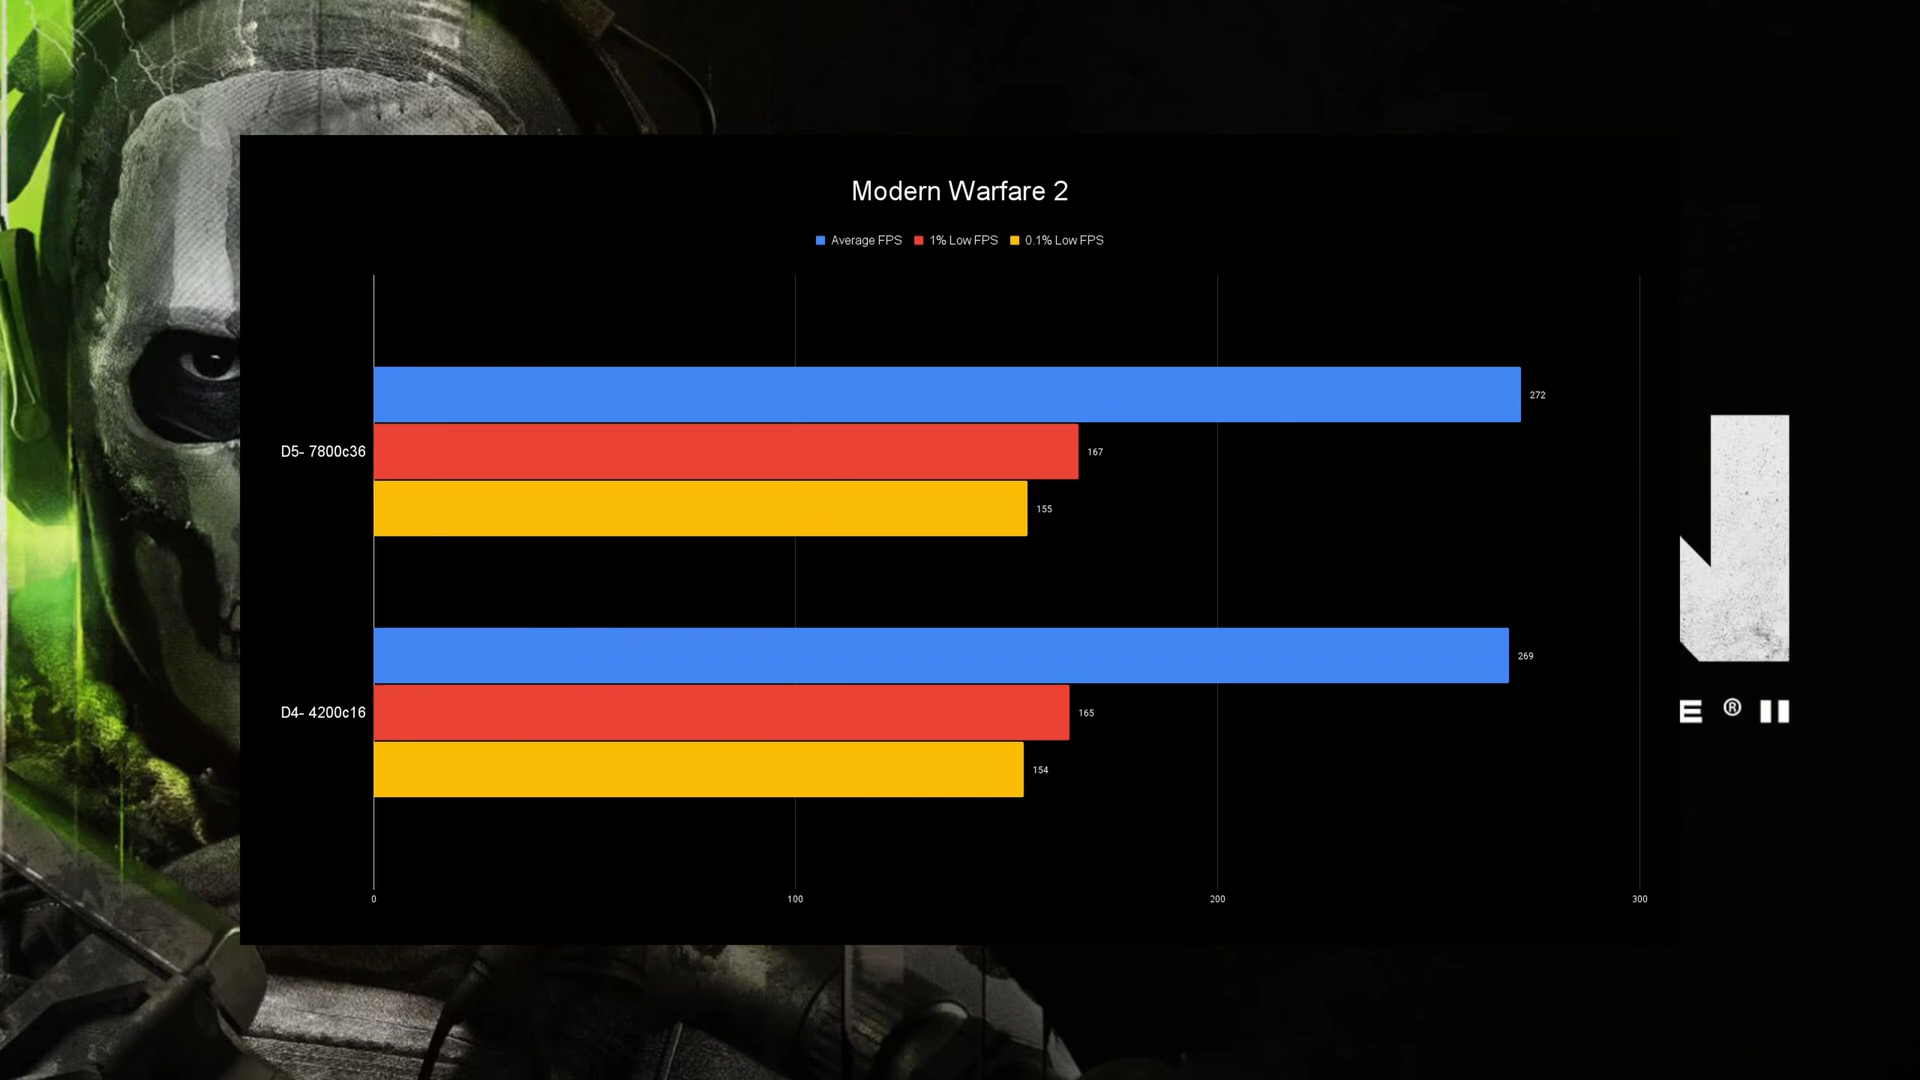 Modern Warfare 2
Average FPS 1% Low FPS 0.1% Low FPS
272
D5- 7800c36
167
155
269
D4- 4200c16
165
154
0 100 200 300
E ® II